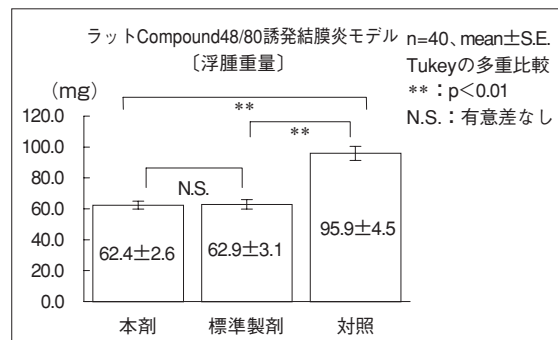 ラットCompound48/80誘発結膜炎モデル
〔浮腫重量〕
n=40、mean±S.E.
Tukeyの多重比較
**：p<0.01
N.S.：有意差なし
(mg)
120.0
100.0
80.0
60.0
40.0
20.0
0.0
**
**
N.S.
62.4±2.6
62.9±3.1
95.9±4.5
本剤 標準製剤 対照